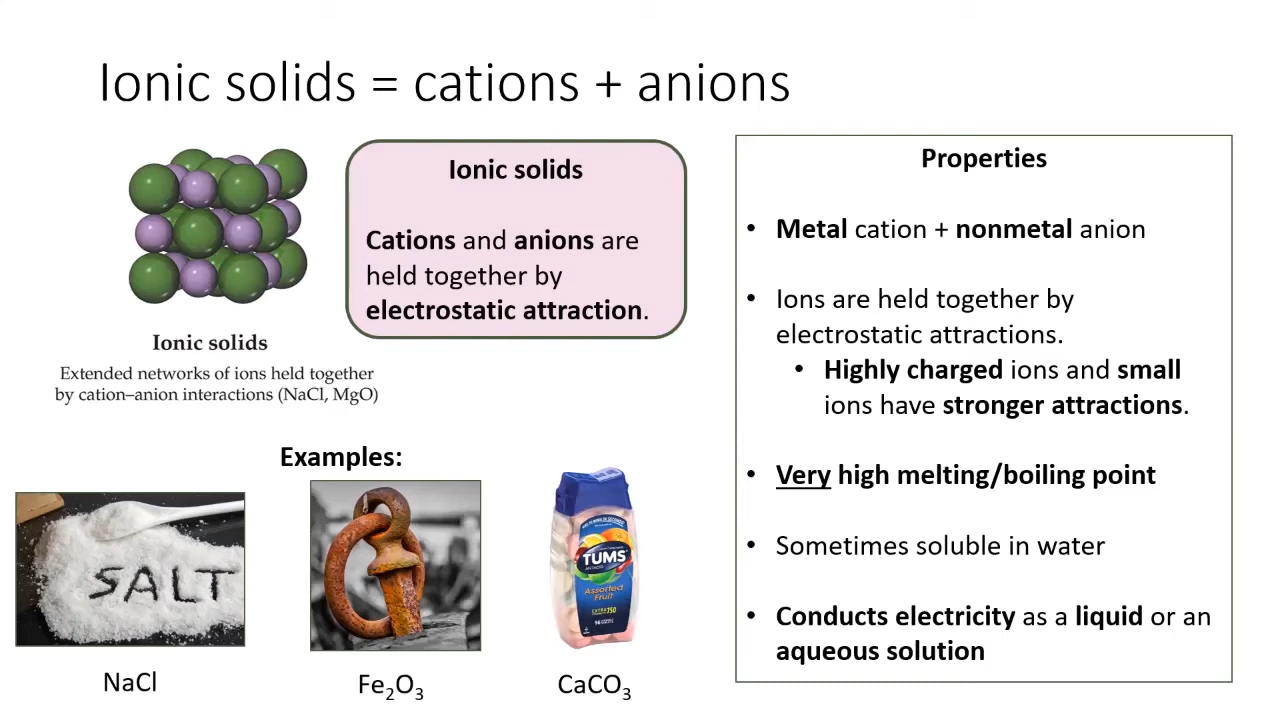 Ionic solids = cations + anions
Ionic solids
Extended networks of ions held together
by cation–anion interactions (NaCl, MgO)
Ionic solids
Cations and anions are
held together by
electrostatic attraction.
Examples:
SALT
NaCl
Fe₂O₃
TUMS
ANTACID
Assorted
Fruit
EXTRA 750
96
CaCO₃
Properties
• Metal cation + nonmetal anion
• Ions are held together by
electrostatic attractions.
• Highly charged ions and small
ions have stronger attractions.
• Very high melting/boiling point
• Sometimes soluble in water
• Conducts electricity as a liquid or an
aqueous solution